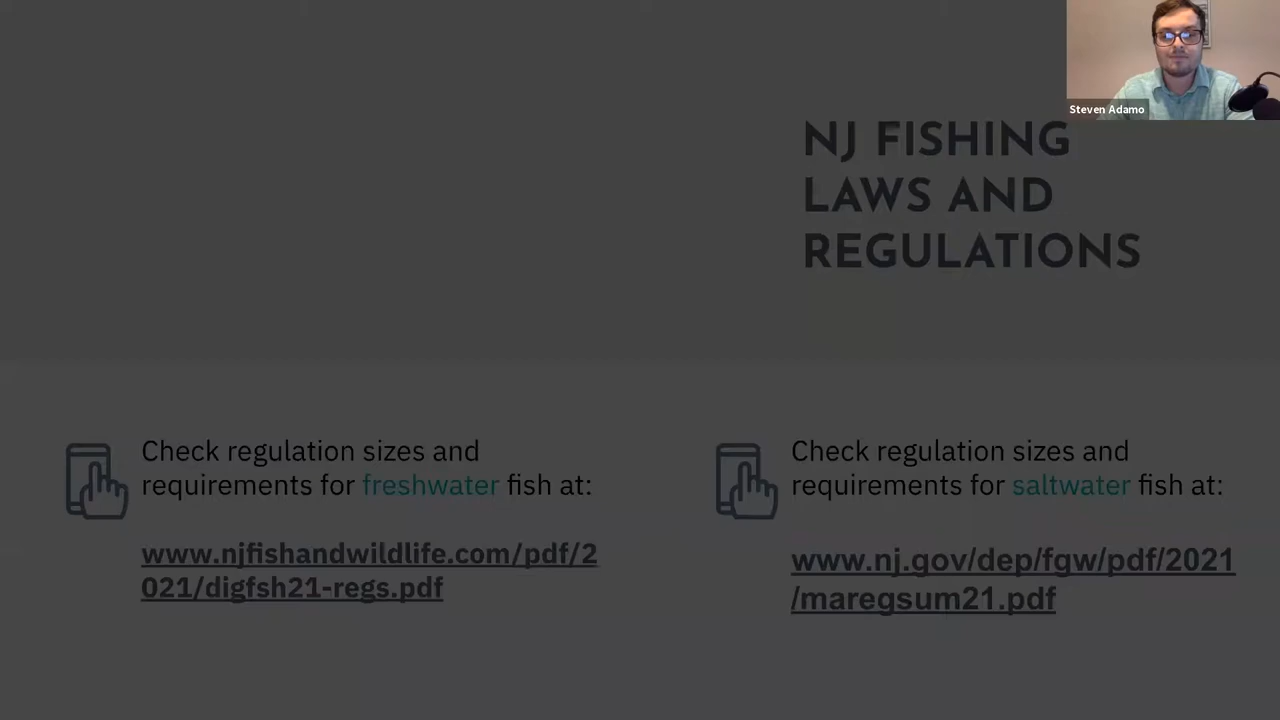 Steven Adamo
NJ FISHING
LAWS AND
REGULATIONS
Check regulation sizes and
requirements for freshwater fish at:
www.njfishandwildlife.com/pdf/2
021/digfsh21-regs.pdf
Check regulation sizes and
requirements for saltwater fish at:
www.nj.gov/dep/fgw/pdf/2021
/maregsum21.pdf